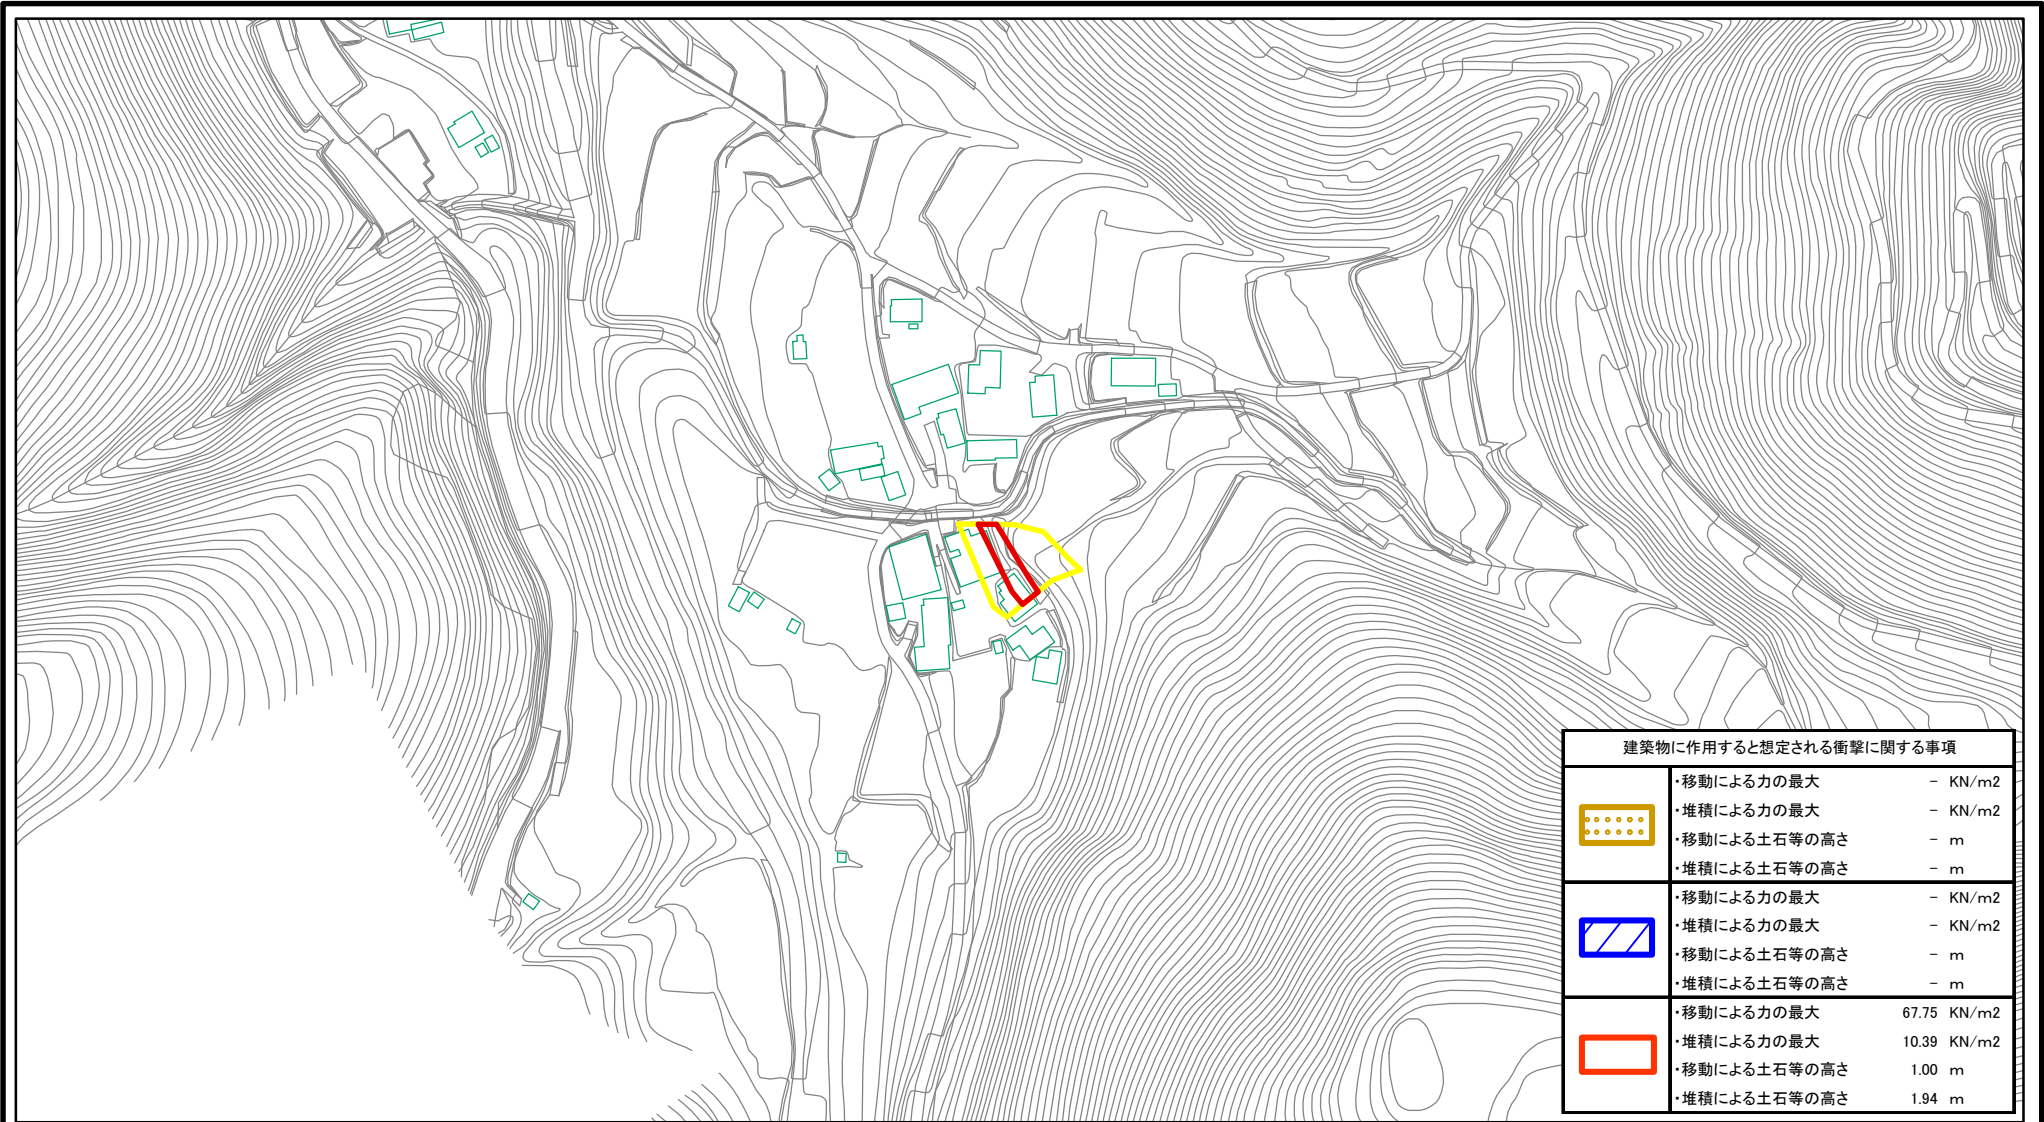 建築物に作用すると想定される衝撃に関する事項
・移動による力の最大 － KN/m2
・堆積による力の最大 － KN/m2
・移動による土石等の高さ － m
・堆積による土石等の高さ － m
・移動による力の最大 － KN/m2
・堆積による力の最大 － KN/m2
・移動による土石等の高さ － m
・堆積による土石等の高さ － m
・移動による力の最大 67.75 KN/m2
・堆積による力の最大 10.39 KN/m2
・移動による土石等の高さ 1.00 m
・堆積による土石等の高さ 1.94 m